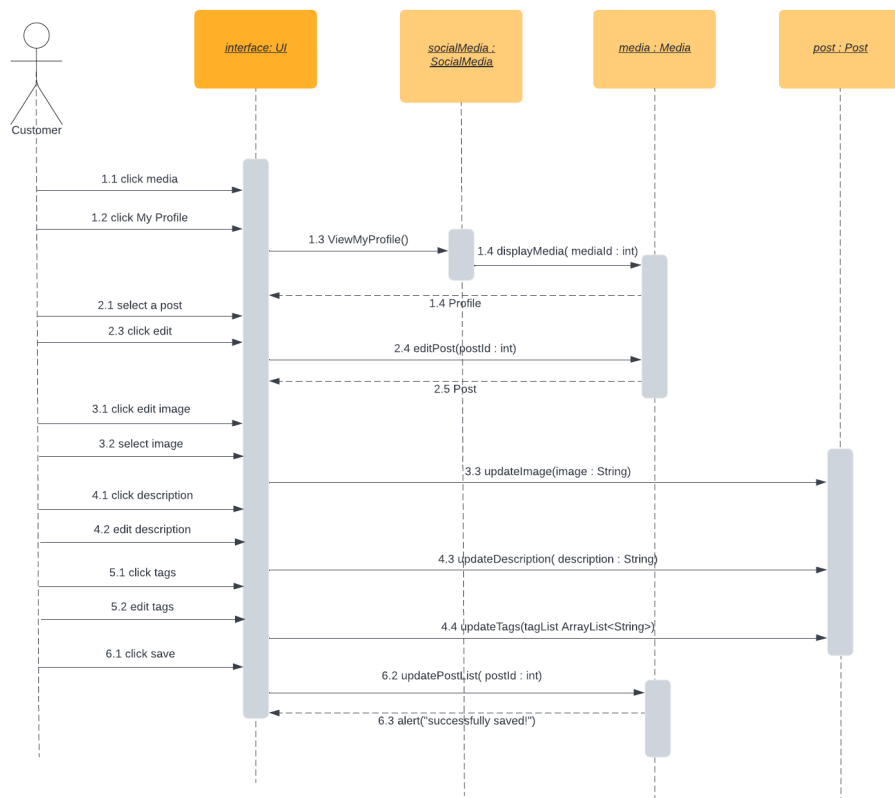 interface: UI
socialMedia :
SocialMedia
media : Media
post : Post
Customer
1.1 click media
1.2 click My Profile
1.3 ViewMyProfile()
1.4 displayMedia( mediaId : int)
1.4 Profile
2.1 select a post
2.3 click edit
2.4 editPost(postId : int)
2.5 Post
3.1 click edit image
3.2 select image
3.3 updateImage(image : String)
4.1 click description
4.2 edit description
4.3 updateDescription( description : String)
5.1 click tags
5.2 edit tags
4.4 updateTags(tagList ArrayList<String>)
6.1 click save
6.2 updatePostList( postId : int)
6.3 alert("successfully saved!")